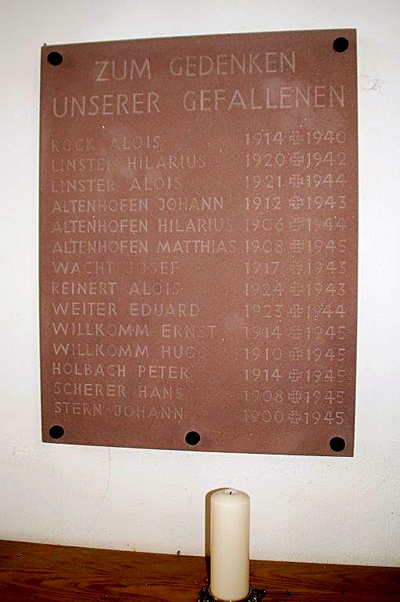 ZUM GEDENKEN
UNSERER GEFALLENEN
ROCK ALOIS 1914 ✠ 1940
LINSTER HILARIUS 1920 ✠ 1942
LINSTER ALOIS 1921 ✠ 1944
ALTENHOFEN JOHANN 1912 ✠ 1943
ALTENHOFEN HILARIUS 1906 ✠ 1944
ALTENHOFEN MATTHIAS 1908 ✠ 1945
WACHT JOSEF 1917 ✠ 1943
REINERT ALOIS 1924 ✠ 1943
WEITER EDUARD 1923 ✠ 1944
WILLKOMM ERNST 1914 ✠ 1945
WILLKOMM HUGO 1910 ✠ 1945
HOLBACH PETER 1914 ✠ 1945
SCHERER HANS 1908 ✠ 1945
STERN JOHANN 1900 ✠ 1945